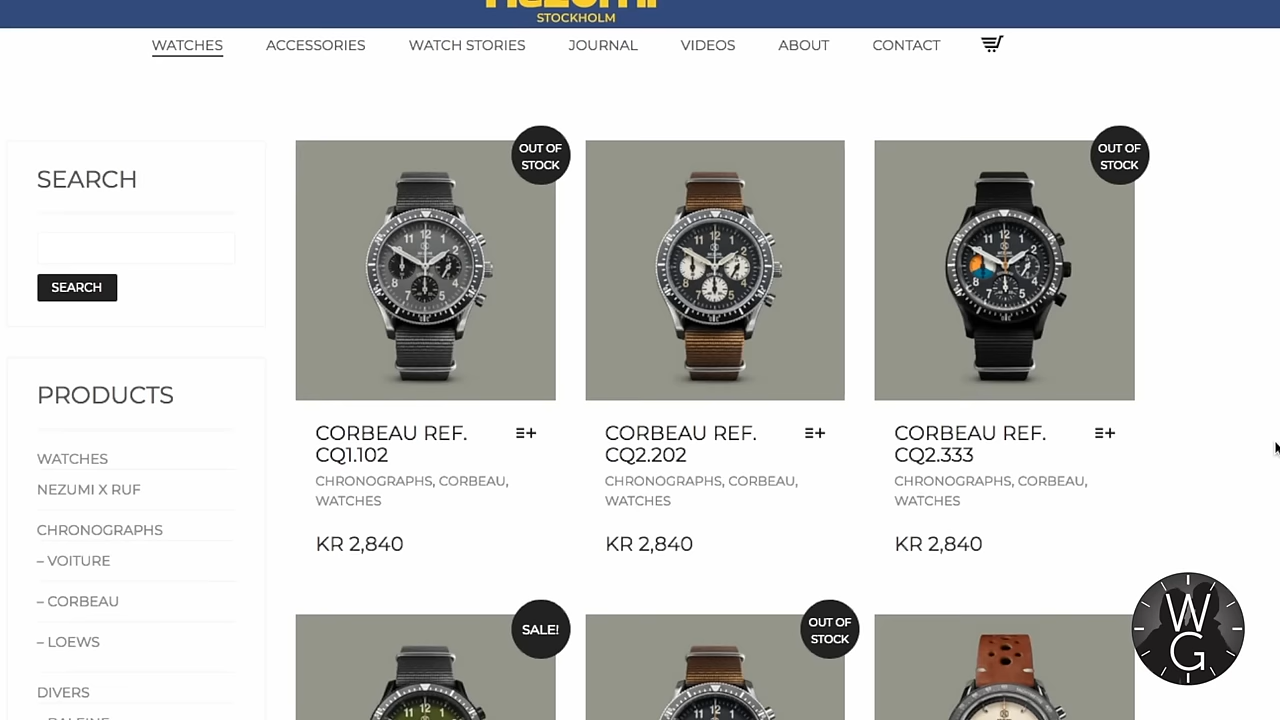 STOCKHOLM
WATCHES ACCESSORIES WATCH STORIES JOURNAL VIDEOS ABOUT CONTACT
SEARCH
SEARCH
PRODUCTS
WATCHES
NEZUMI X RUF
CHRONOGRAPHS
– VOITURE
– CORBEAU
– LOEWS
DIVERS
OUT OF
STOCK
CORBEAU REF.
CQ1.102
CHRONOGRAPHS, CORBEAU,
WATCHES
KR 2,840
CORBEAU REF.
CQ2.202
CHRONOGRAPHS, CORBEAU,
WATCHES
KR 2,840
OUT OF
STOCK
CORBEAU REF.
CQ2.333
CHRONOGRAPHS, CORBEAU,
WATCHES
KR 2,840
SALE!
OUT OF
STOCK
W
G